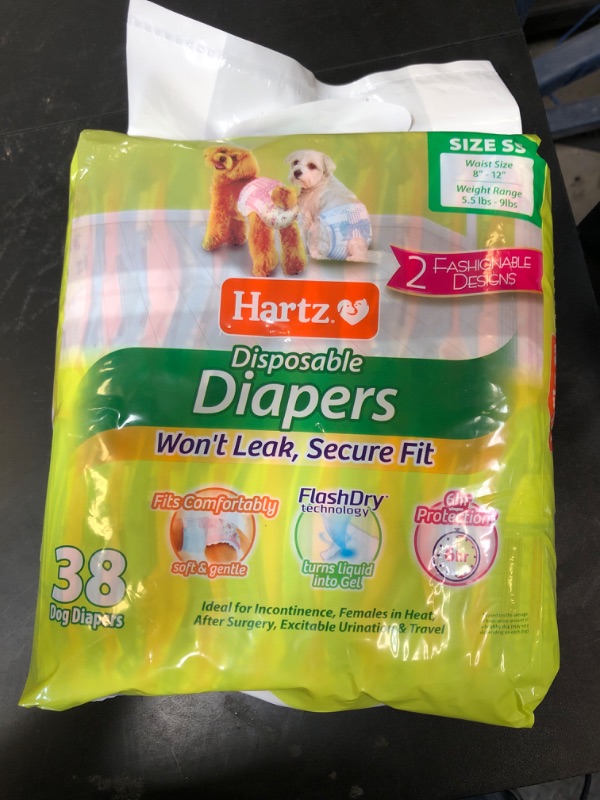 SIZE SS
Waist Size
8" - 12"
Weight Range
5.5 lbs - 9lbs
2 FASHIONABLE
DESIGNS
Hartz
Disposable
Diapers
Won't Leak, Secure Fit
Fits Comfortably
soft & gentle
FlashDry
technology
turns liquid
into Gel
6hr
Protection
6hr
38
Dog Diapers
Ideal for Incontinence, Females in Heat,
After Surgery, Excitable Urination & Travel